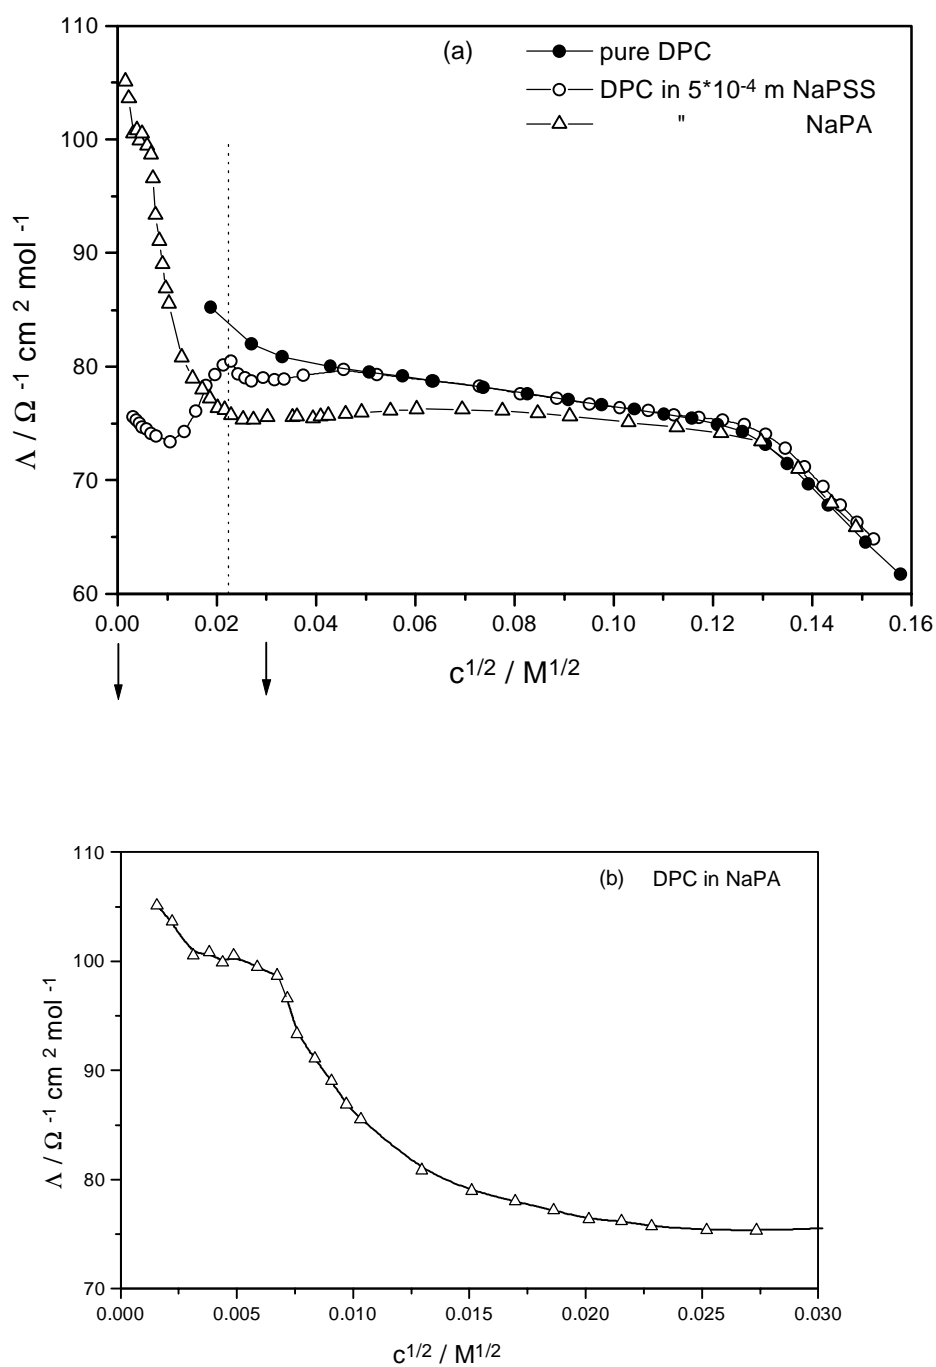 110
(a)
pure DPC
DPC in 5*10-4 m NaPSS
" NaPA
100
90
80
70
60
Λ / Ω -1 cm 2 mol -1
0.00 0.02 0.04 0.06 0.08 0.10 0.12 0.14 0.16
c1/2 / M1/2
110
(b) DPC in NaPA
100
90
80
70
Λ / Ω -1 cm 2 mol -1
0.000 0.005 0.010 0.015 0.020 0.025 0.030
c1/2 / M1/2